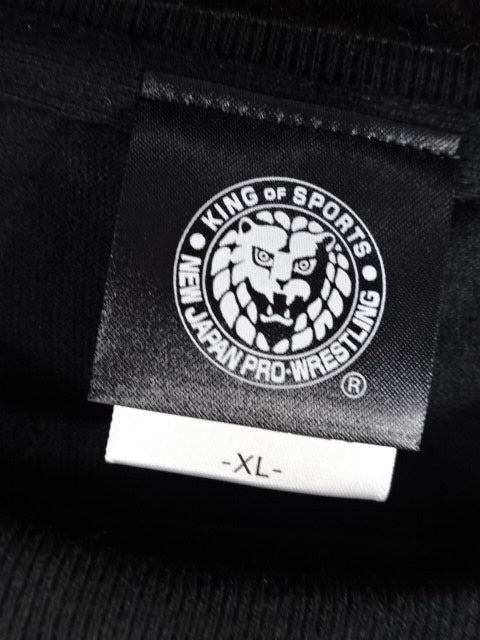 KING OF SPORTS
NEW JAPAN PRO-WRESTLING
®
-XL-